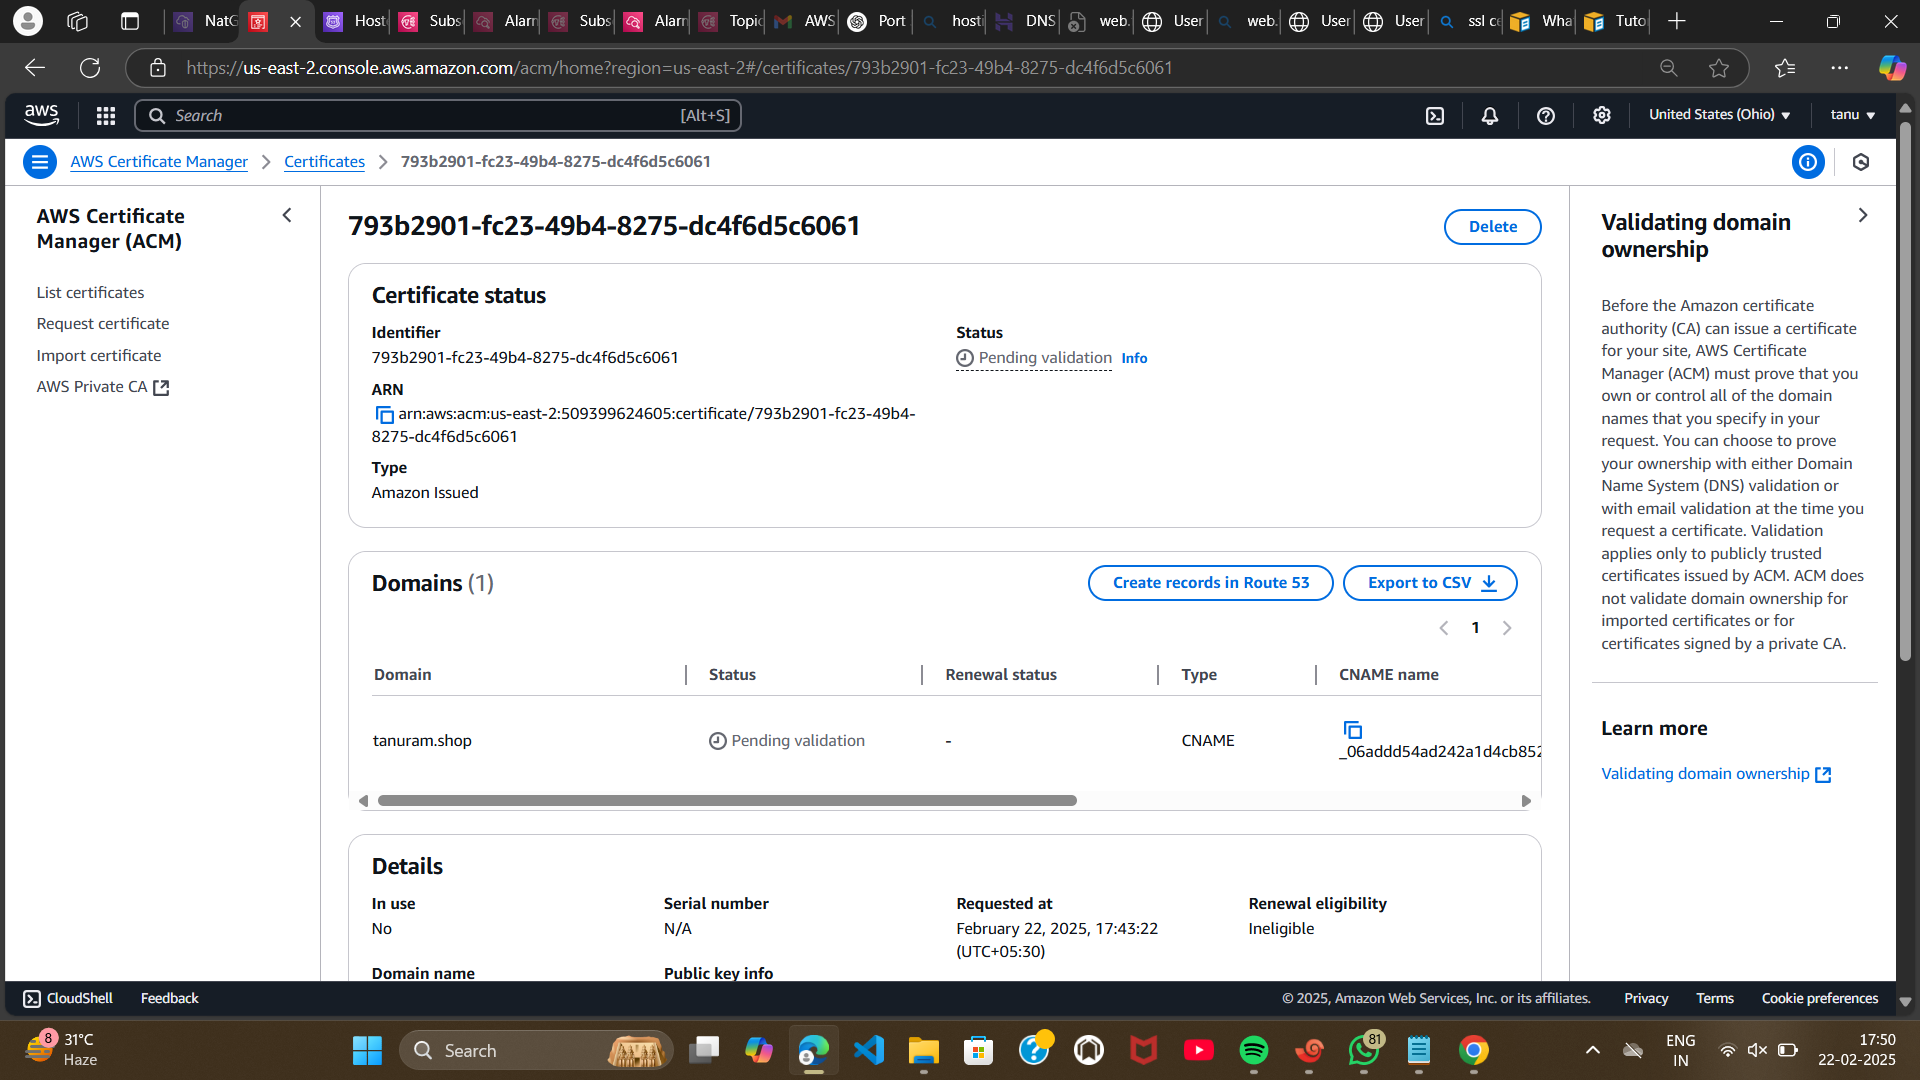 NatG
Host
Subs
Alarm
Subs
Alarm
Topic
AWS
Port
hosti
DNS
web.
User
web.
User
User
ssl ce
Wha
Tuto
https://us-east-2.console.aws.amazon.com/acm/home?region=us-east-2#/certificates/793b2901-fc23-49b4-8275-dc4f6d5c6061
aws
Search
[Alt+S]
United States (Ohio)
tanu
AWS Certificate Manager
Certificates
793b2901-fc23-49b4-8275-dc4f6d5c6061
AWS Certificate
Manager (ACM)
List certificates
Request certificate
Import certificate
AWS Private CA
793b2901-fc23-49b4-8275-dc4f6d5c6061
Delete
Certificate status
Identifier
793b2901-fc23-49b4-8275-dc4f6d5c6061
Status
Pending validation Info
ARN
arn:aws:acm:us-east-2:509399624605:certificate/793b2901-fc23-49b4-
8275-dc4f6d5c6061
Type
Amazon Issued
Domains (1)
Create records in Route 53
Export to CSV
1
Domain
Status
Renewal status
Type
CNAME name
tanuram.shop
Pending validation
-
CNAME
_06addd54ad242a1d4cb852
Details
In use
No
Serial number
N/A
Requested at
February 22, 2025, 17:43:22
(UTC+05:30)
Renewal eligibility
Ineligible
Domain name
Public key info
Validating domain
ownership
Before the Amazon certificate
authority (CA) can issue a certificate
for your site, AWS Certificate
Manager (ACM) must prove that you
own or control all of the domain
names that you specify in your
request. You can choose to prove
your ownership with either Domain
Name System (DNS) validation or
with email validation at the time you
request a certificate. Validation
applies only to publicly trusted
certificates issued by ACM. ACM does
not validate domain ownership for
imported certificates or for
certificates signed by a private CA.
Learn more
Validating domain ownership
CloudShell
Feedback
© 2025, Amazon Web Services, Inc. or its affiliates.
Privacy
Terms
Cookie preferences
8
31°C
Haze
Search
81
ENG
IN
17:50
22-02-2025